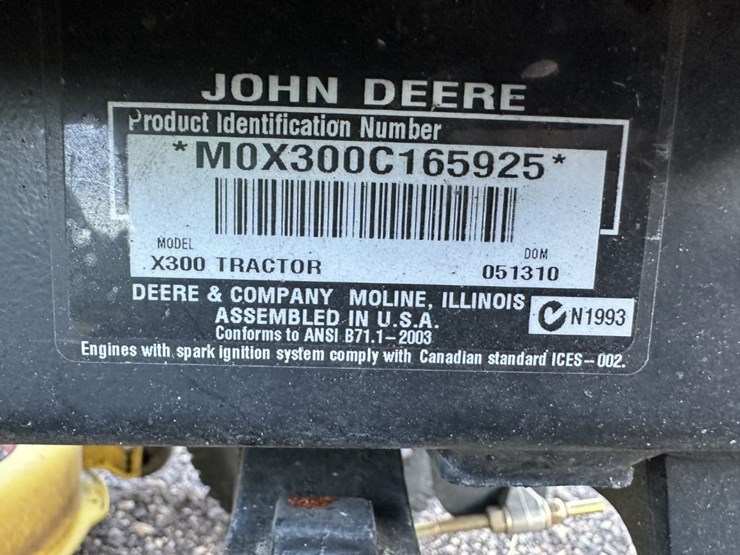 JOHN DEERE
Product Identification Number
*M0X300C165925*
MODEL
DOM
X300 TRACTOR
051310
DEERE & COMPANY MOLINE, ILLINOIS
ASSEMBLED IN U.S.A.
N1993
Conforms to ANSI B71.1-2003
Engines with spark ignition system comply with Canadian standard ICES-002.